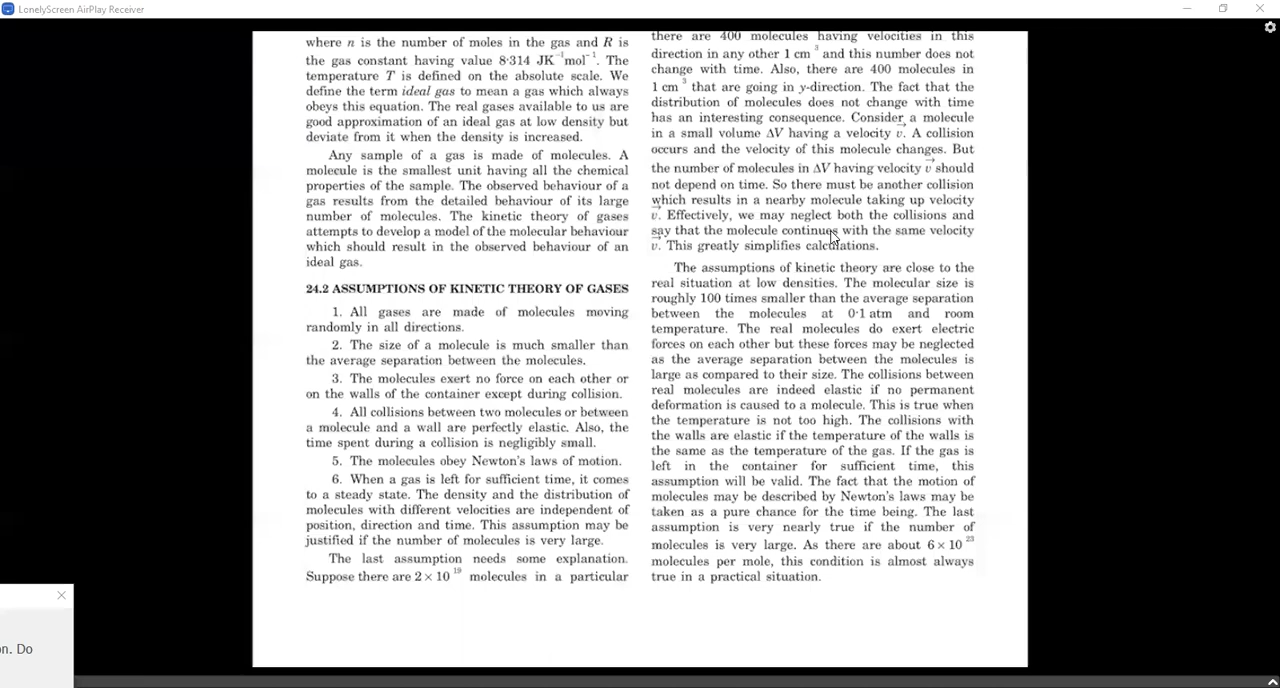 LonelyScreen AirPlay Receiver
where n is the number of moles in the gas and R is
the gas constant having value 8·314 JK⁻¹mol⁻¹. The
temperature T is defined on the absolute scale. We
define the term ideal gas to mean a gas which always
obeys this equation. The real gases available to us are
good approximation of an ideal gas at low density but
deviate from it when the density is increased.
Any sample of a gas is made of molecules. A
molecule is the smallest unit having all the chemical
properties of the sample. The observed behaviour of a
gas results from the detailed behaviour of its large
number of molecules. The kinetic theory of gases
attempts to develop a model of the molecular behaviour
which should result in the observed behaviour of an
ideal gas.
24.2 ASSUMPTIONS OF KINETIC THEORY OF GASES
1. All gases are made of molecules moving
randomly in all directions.
2. The size of a molecule is much smaller than
the average separation between the molecules.
3. The molecules exert no force on each other or
on the walls of the container except during collision.
4. All collisions between two molecules or between
a molecule and a wall are perfectly elastic. Also, the
time spent during a collision is negligibly small.
5. The molecules obey Newton's laws of motion.
6. When a gas is left for sufficient time, it comes
to a steady state. The density and the distribution of
molecules with different velocities are independent of
position, direction and time. This assumption may be
justified if the number of molecules is very large.
The last assumption needs some explanation.
Suppose there are 2 × 10¹⁹ molecules in a particular
there are 400 molecules having velocities in this
direction in any other 1 cm³ and this number does not
change with time. Also, there are 400 molecules in
1 cm³ that are going in y-direction. The fact that the
distribution of molecules does not change with time
has an interesting consequence. Consider a molecule
in a small volume ΔV having a velocity v⃗. A collision
occurs and the velocity of this molecule changes. But
the number of molecules in ΔV having velocity v⃗ should
not depend on time. So there must be another collision
which results in a nearby molecule taking up velocity
v⃗. Effectively, we may neglect both the collisions and
say that the molecule continues with the same velocity
v⃗. This greatly simplifies calculations.
The assumptions of kinetic theory are close to the
real situation at low densities. The molecular size is
roughly 100 times smaller than the average separation
between the molecules at 0·1 atm and room
temperature. The real molecules do exert electric
forces on each other but these forces may be neglected
as the average separation between the molecules is
large as compared to their size. The collisions between
real molecules are indeed elastic if no permanent
deformation is caused to a molecule. This is true when
the temperature is not too high. The collisions with
the walls are elastic if the temperature of the walls is
the same as the temperature of the gas. If the gas is
left in the container for sufficient time, this
assumption will be valid. The fact that the motion of
molecules may be described by Newton's laws may be
taken as a pure chance for the time being. The last
assumption is very nearly true if the number of
molecules is very large. As there are about 6 × 10²³
molecules per mole, this condition is almost always
true in a practical situation.
on. Do